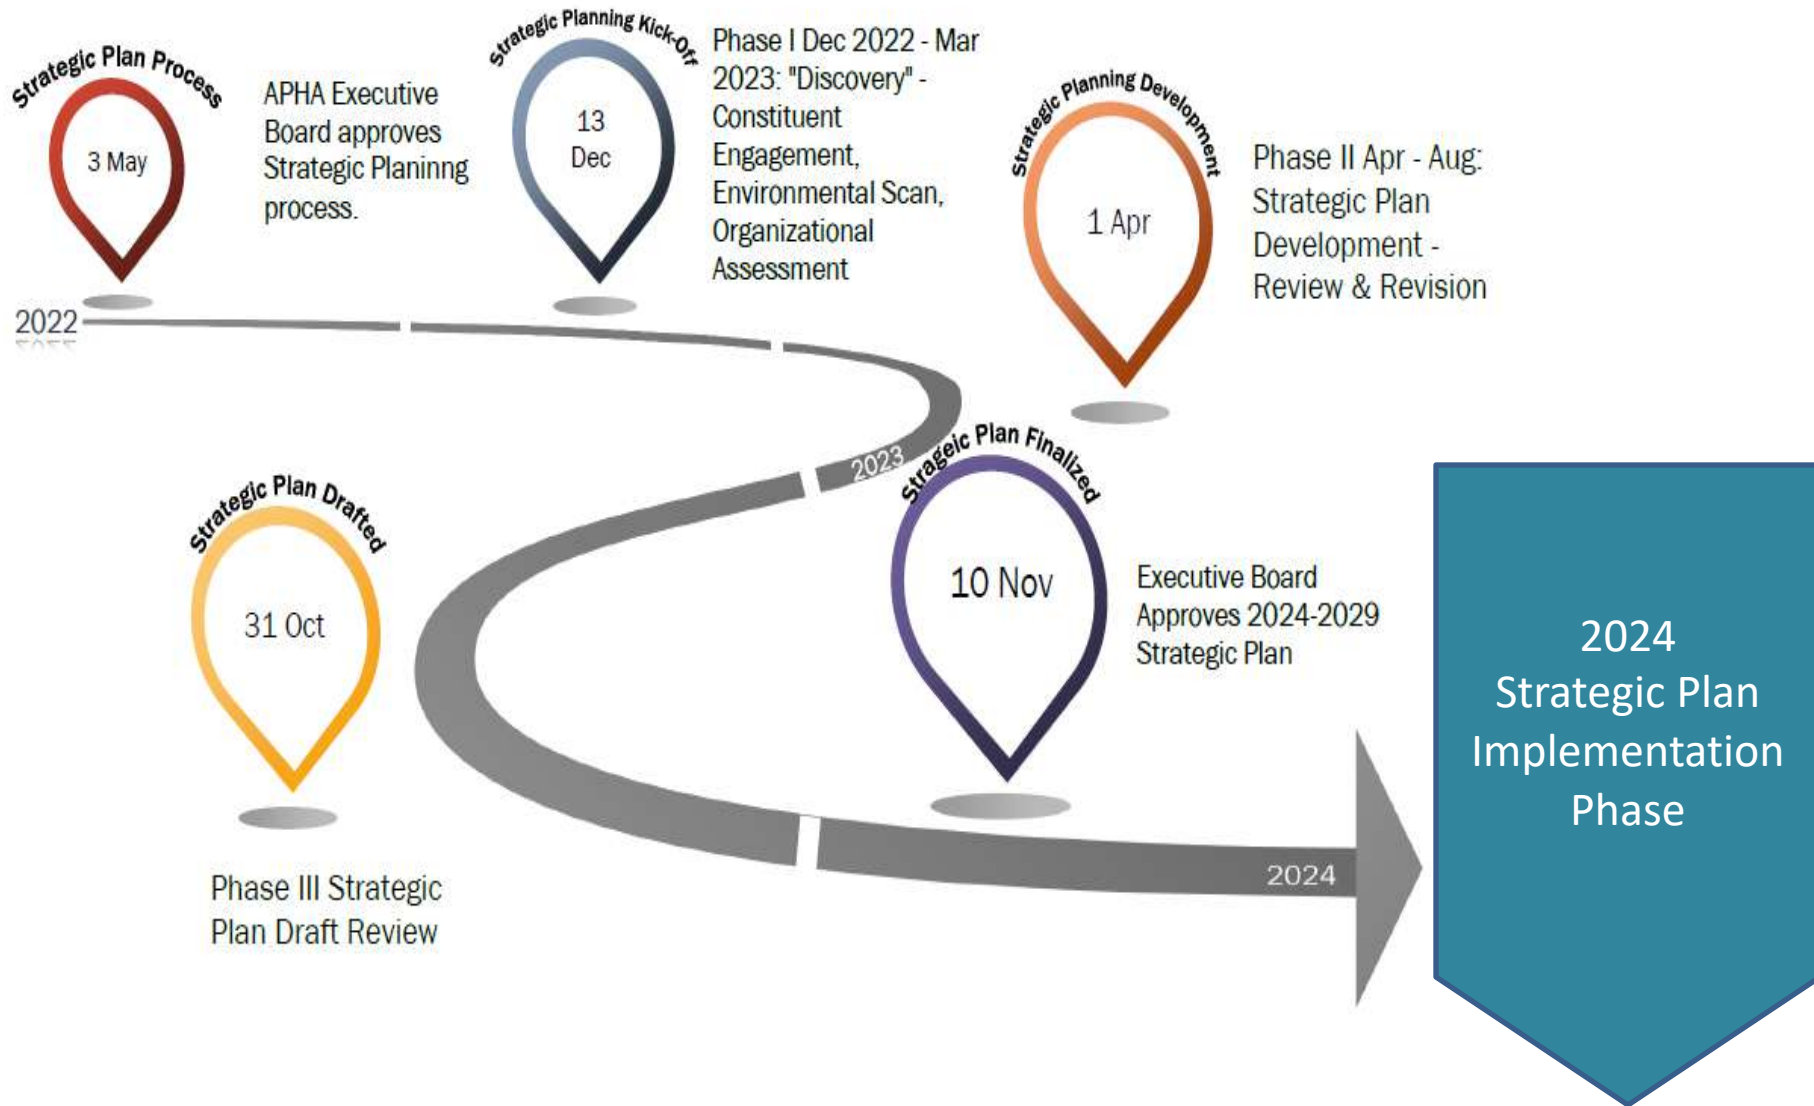 Strategic Plan Process
3 May
APHA Executive
Board approves
Strategic Planinng
process.
Strategic Planning Kick-Off
13
Dec
Phase I Dec 2022 - Mar
2023: "Discovery" -
Constituent
Engagement,
Environmental Scan,
Organizational
Assessment
Strategic Planning Development
1 Apr
Phase II Apr - Aug:
Strategic Plan
Development -
Review & Revision
2022
2023
Strategic Plan Drafted
31 Oct
Phase III Strategic
Plan Draft Review
Strageic Plan Finalized
10 Nov
Executive Board
Approves 2024-2029
Strategic Plan
2024
2024
Strategic Plan
Implementation
Phase